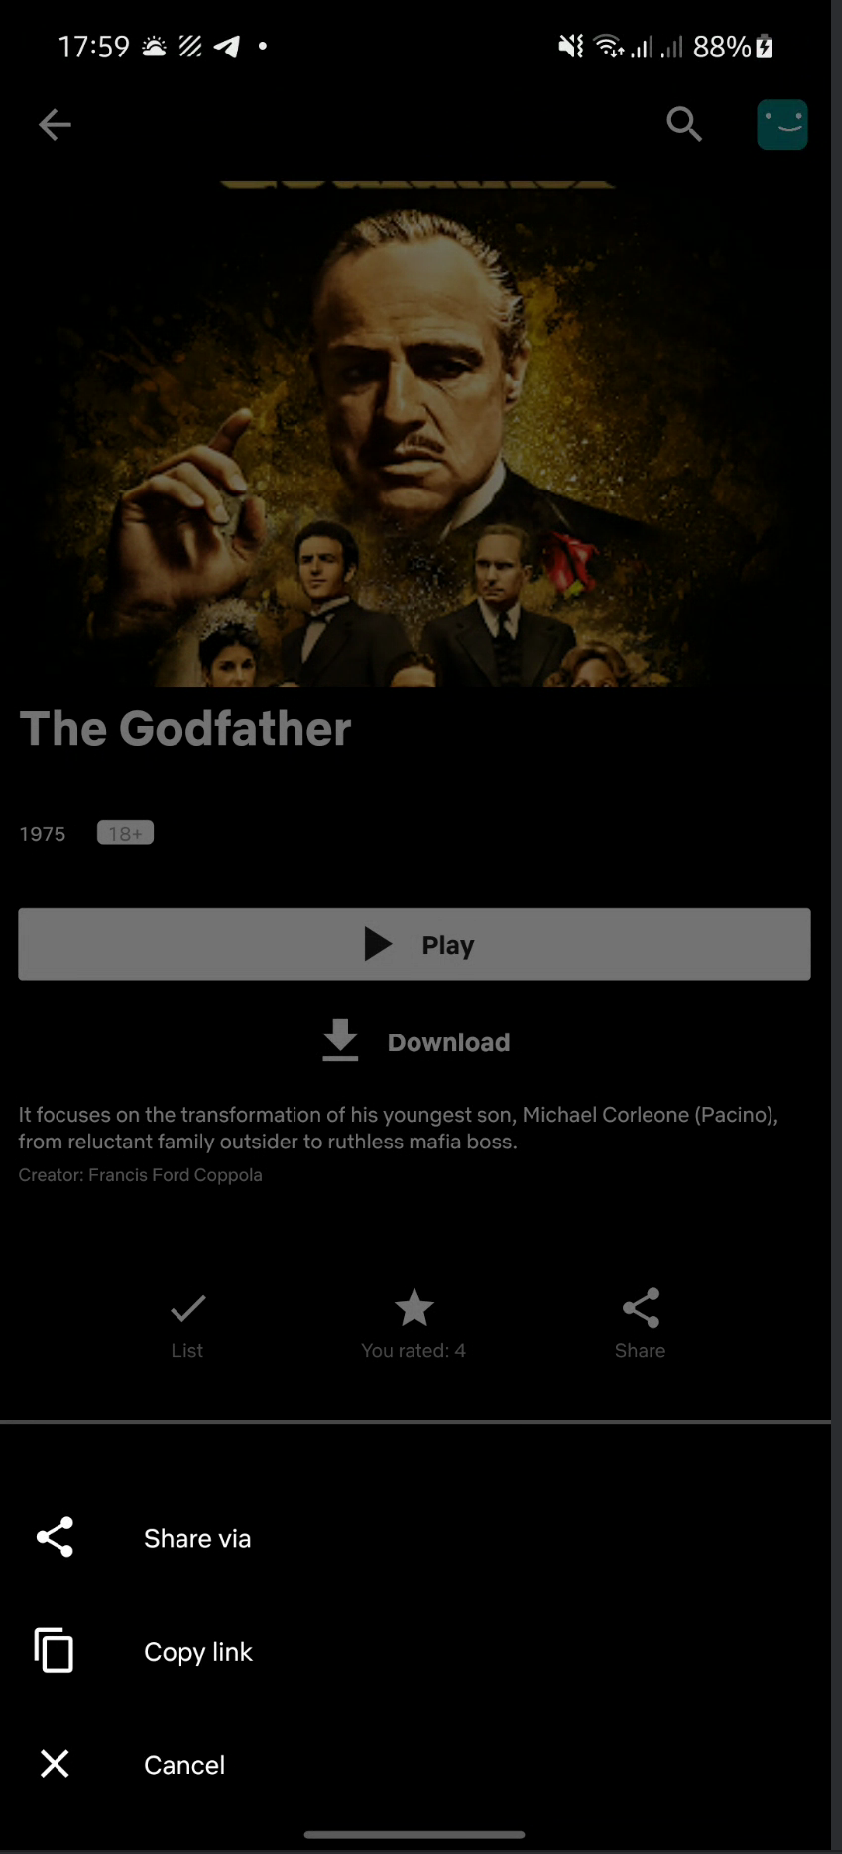 17:59
88%
The Godfather
1975 18+
Play
Download
It focuses on the transformation of his youngest son, Michael Corleone (Pacino),
from reluctant family outsider to ruthless mafia boss.
Creator: Francis Ford Coppola
List
You rated: 4
Share
Share via
Copy link
Cancel